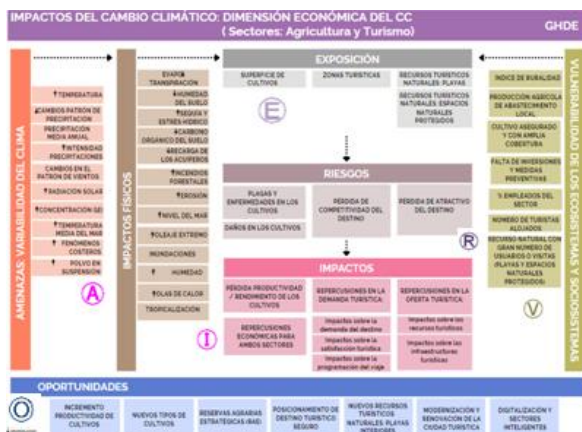 IMPACTOS DEL CAMBIO CLIMÁTICO: DIMENSIÓN ECONÓMICA DEL CC
( Sectores: Agricultura y Turismo)
GHDE
AMENAZAS: VARIABILIDAD DEL CLIMA
TEMPERATURA
CAMBIOS PATRÓN DE
PRECIPITACIÓN
PRECIPITACIÓN
MEDIA ANUAL
INTENSIDAD
PRECIPITACIONES
CAMBIOS EN EL
PATRÓN DE VIENTOS
RADIACIÓN SOLAR
CONCENTRACIÓN GEI
TEMPERATURA
MEDIA DEL MAR
FENÓMENOS
COSTEROS
POLVO EN
SUSPENSIÓN
A
IMPACTOS FÍSICOS
EVAPO
TRANSPIRACIÓN
HUMEDAD
DEL SUELO
SEQUÍA Y
ESTRÉS HÍDRICO
CARBONO
ORGÁNICO DEL SUELO
RECARGA DE
LOS ACUÍFEROS
INCENDIOS
FORESTALES
EROSIÓN
NIVEL DEL MAR
OLEAJE EXTREMO
INUNDACIONES
HUMEDAD
OLAS DE CALOR
TROPICALIZACIÓN
EXPOSICIÓN
SUPERFICIE DE
CULTIVOS
ZONAS TURÍSTICAS
RECURSOS TURÍSTICOS
NATURALES: PLAYAS
RECURSOS TURÍSTICOS
NATURALES: ESPACIOS
NATURALES
PROTEGIDOS
E
RIESGOS
PLAGAS Y
ENFERMEDADES EN LOS
CULTIVOS
DAÑOS EN LOS CULTIVOS
PÉRDIDA DE
COMPETITIVIDAD DEL
DESTINO
PÉRDIDA DE ATRACTIVO
DEL DESTINO
R
IMPACTOS
PÉRDIDA PRODUCTIVIDAD
/ RENDIMIENTO DE LOS
CULTIVOS
REPERCUSIONES
ECONÓMICAS PARA
AMBOS SECTORES
REPERCUSIONES EN LA
DEMANDA TURÍSTICA:
Impactos sobre la
demanda del destino
Impactos sobre la
satisfacción turística
Impactos sobre la
programación del viaje
REPERCUSIONES EN LA
OFERTA TURÍSTICA:
Impactos sobre los
recursos turísticos
Impactos sobre las
infraestructuras
turísticas
I
VULNERABILIDAD DE LOS ECOSISTEMAS Y SOCIOSISTEMAS
ÍNDICE DE RURALIDAD
PRODUCCIÓN AGRÍCOLA
DE ABASTECIMIENTO
LOCAL
CULTIVO ASEGURADO
Y CON AMPLIA
COBERTURA
FALTA DE INVERSIONES
Y MEDIDAS
PREVENTIVAS
% EMPLEADOS DEL
SECTOR
NÚMERO DE TURISTAS
ALOJADOS
RECURSO NATURAL CON
GRAN NÚMERO DE
USUARIOS O VISITAS
(PLAYAS Y ESPACIOS
NATURALES
PROTEGIDOS)
V
OPORTUNIDADES
INCREMENTO
PRODUCTIVIDAD DE
CULTIVOS
NUEVOS TIPOS DE
CULTIVOS
RESERVAS AGRARIAS
ESTRATÉGICAS (RAE)
POSICIONAMIENTO DE
DESTINO TURÍSTICO
SEGURO
NUEVOS RECURSOS
TURÍSTICOS
NATURALES: PLAYAS
INTERIORES
MODERNIZACIÓN Y
RENOVACIÓN DE LA
CIUDAD TURÍSTICA
DIGITALIZACIÓN Y
SECTORES
INTELIGENTES
O